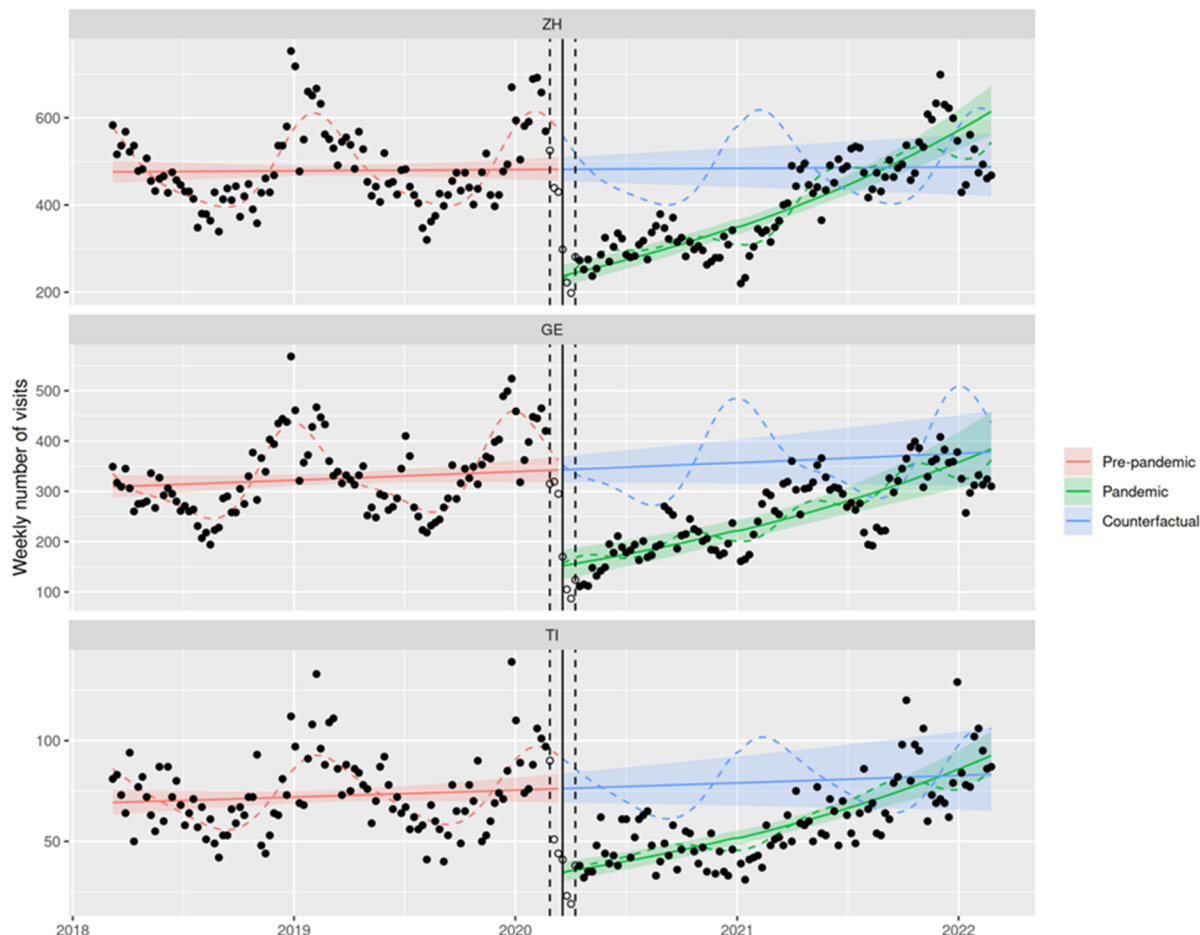 ZH
600
400
200
GE
500
400
300
200
100
Weekly number of visits
Pre-pandemic
Pandemic
Counterfactual
TI
100
50
2018
2019
2020
2021
2022